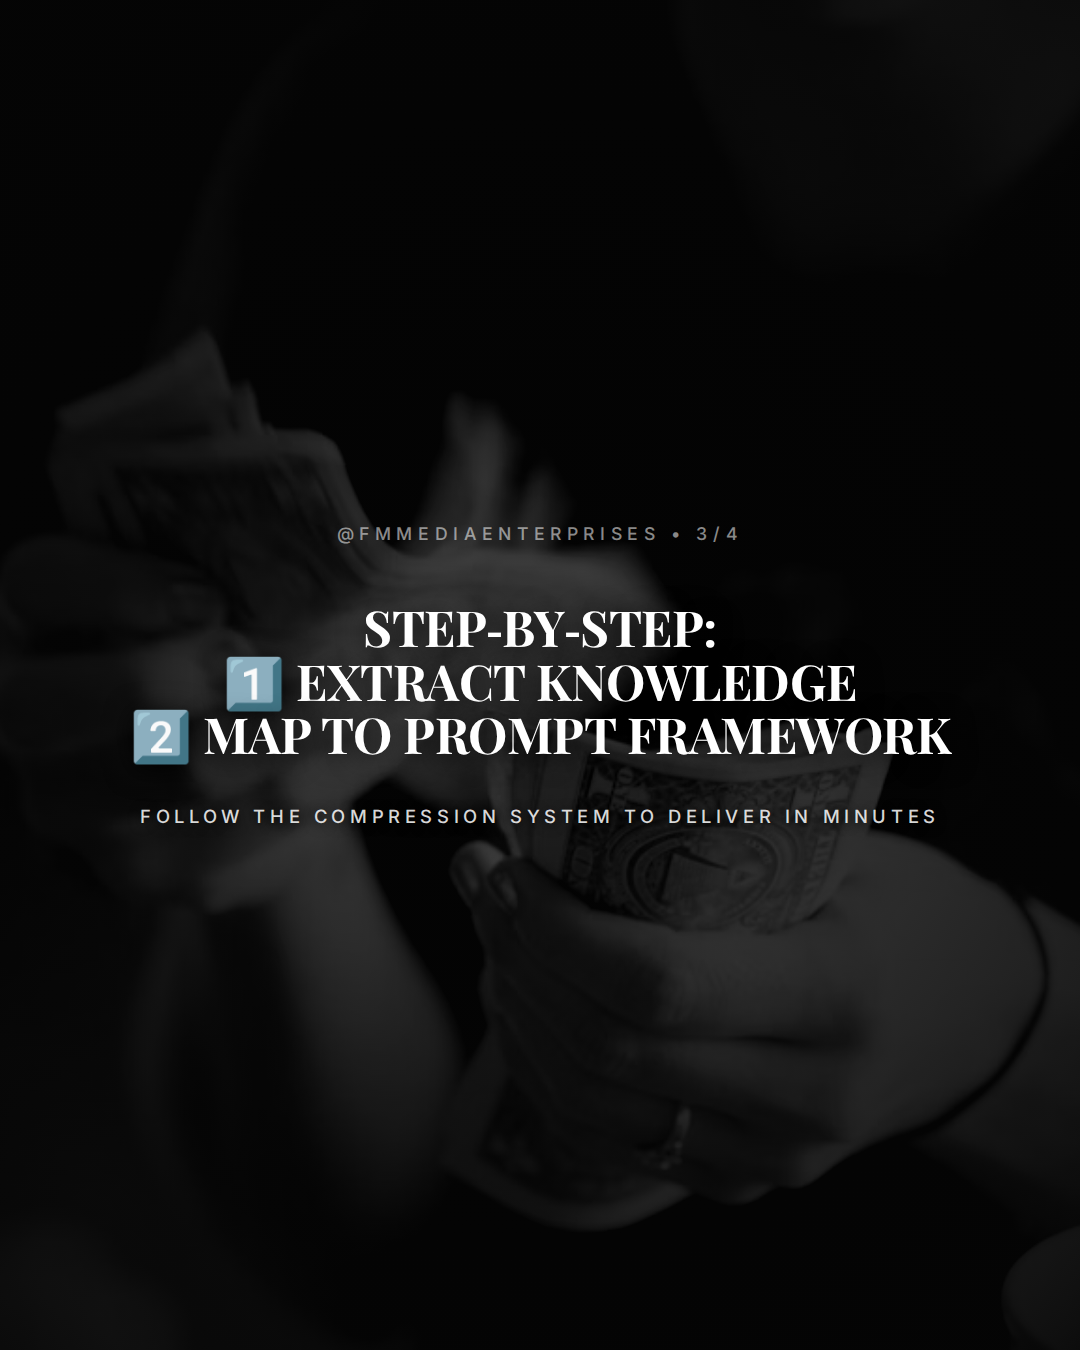 @FMMEDIAENTERPRISES • 3/4
STEP-BY-STEP:
1️⃣ EXTRACT KNOWLEDGE
2️⃣ MAP TO PROMPT FRAMEWORK
FOLLOW THE COMPRESSION SYSTEM TO DELIVER IN MINUTES